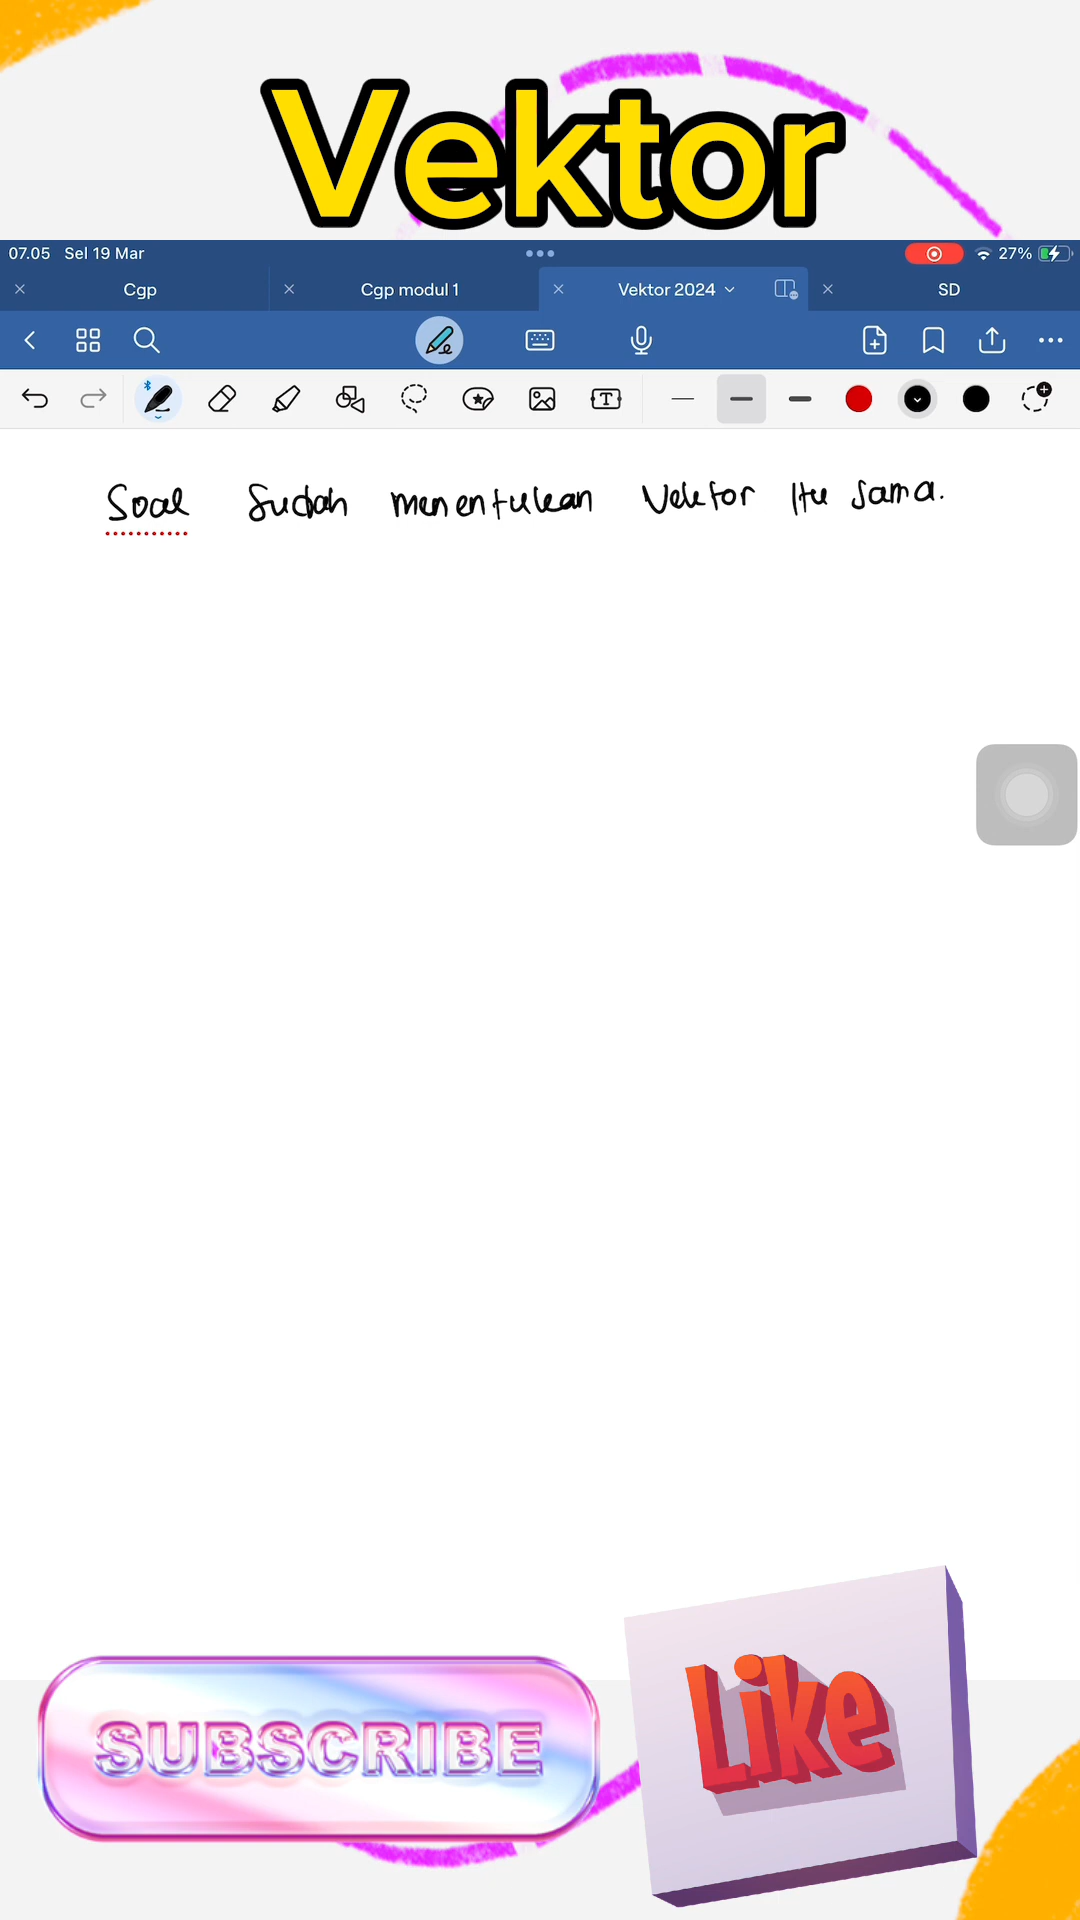 Vektor
07.05 Sel 19 Mar 27%
Cgp Cgp modul 1 Vektor 2024 SD
T
Soal Sudah menentukan Vektor itu sama.
SUBSCRIBE
Like